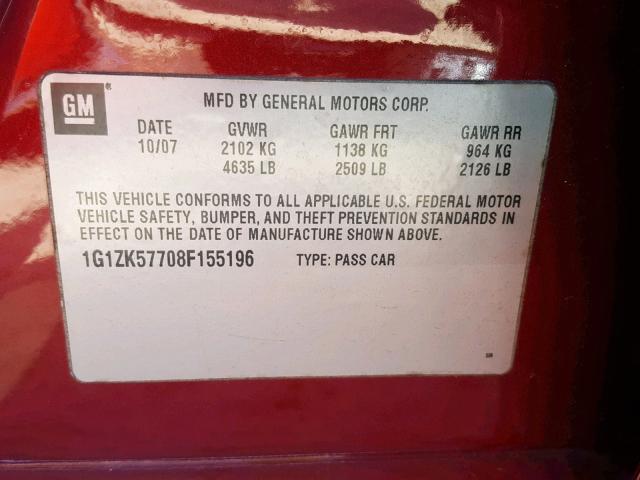 GM ® MFD BY GENERAL MOTORS CORP.
DATE GVWR GAWR FRT GAWR RR
10/07 2102 KG 1138 KG 964 KG
4635 LB 2509 LB 2126 LB
THIS VEHICLE CONFORMS TO ALL APPLICABLE U.S. FEDERAL MOTOR
VEHICLE SAFETY, BUMPER, AND THEFT PREVENTION STANDARDS IN
EFFECT ON THE DATE OF MANUFACTURE SHOWN ABOVE.
1G1ZK57708F155196 TYPE: PASS CAR